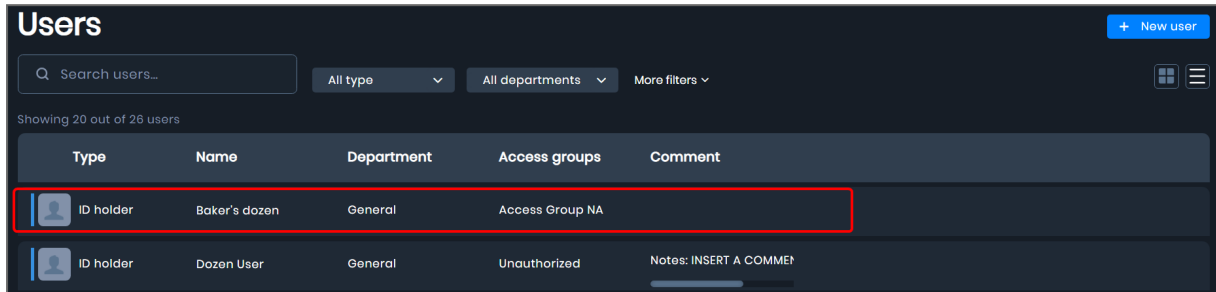 Users
+ New user
Search users...
All type
All departments
More filters
Showing 20 out of 26 users
Type Name Department Access groups Comment
ID holder Baker's dozen General Access Group NA
ID holder Dozen User General Unauthorized Notes: INSERT A COMMEN